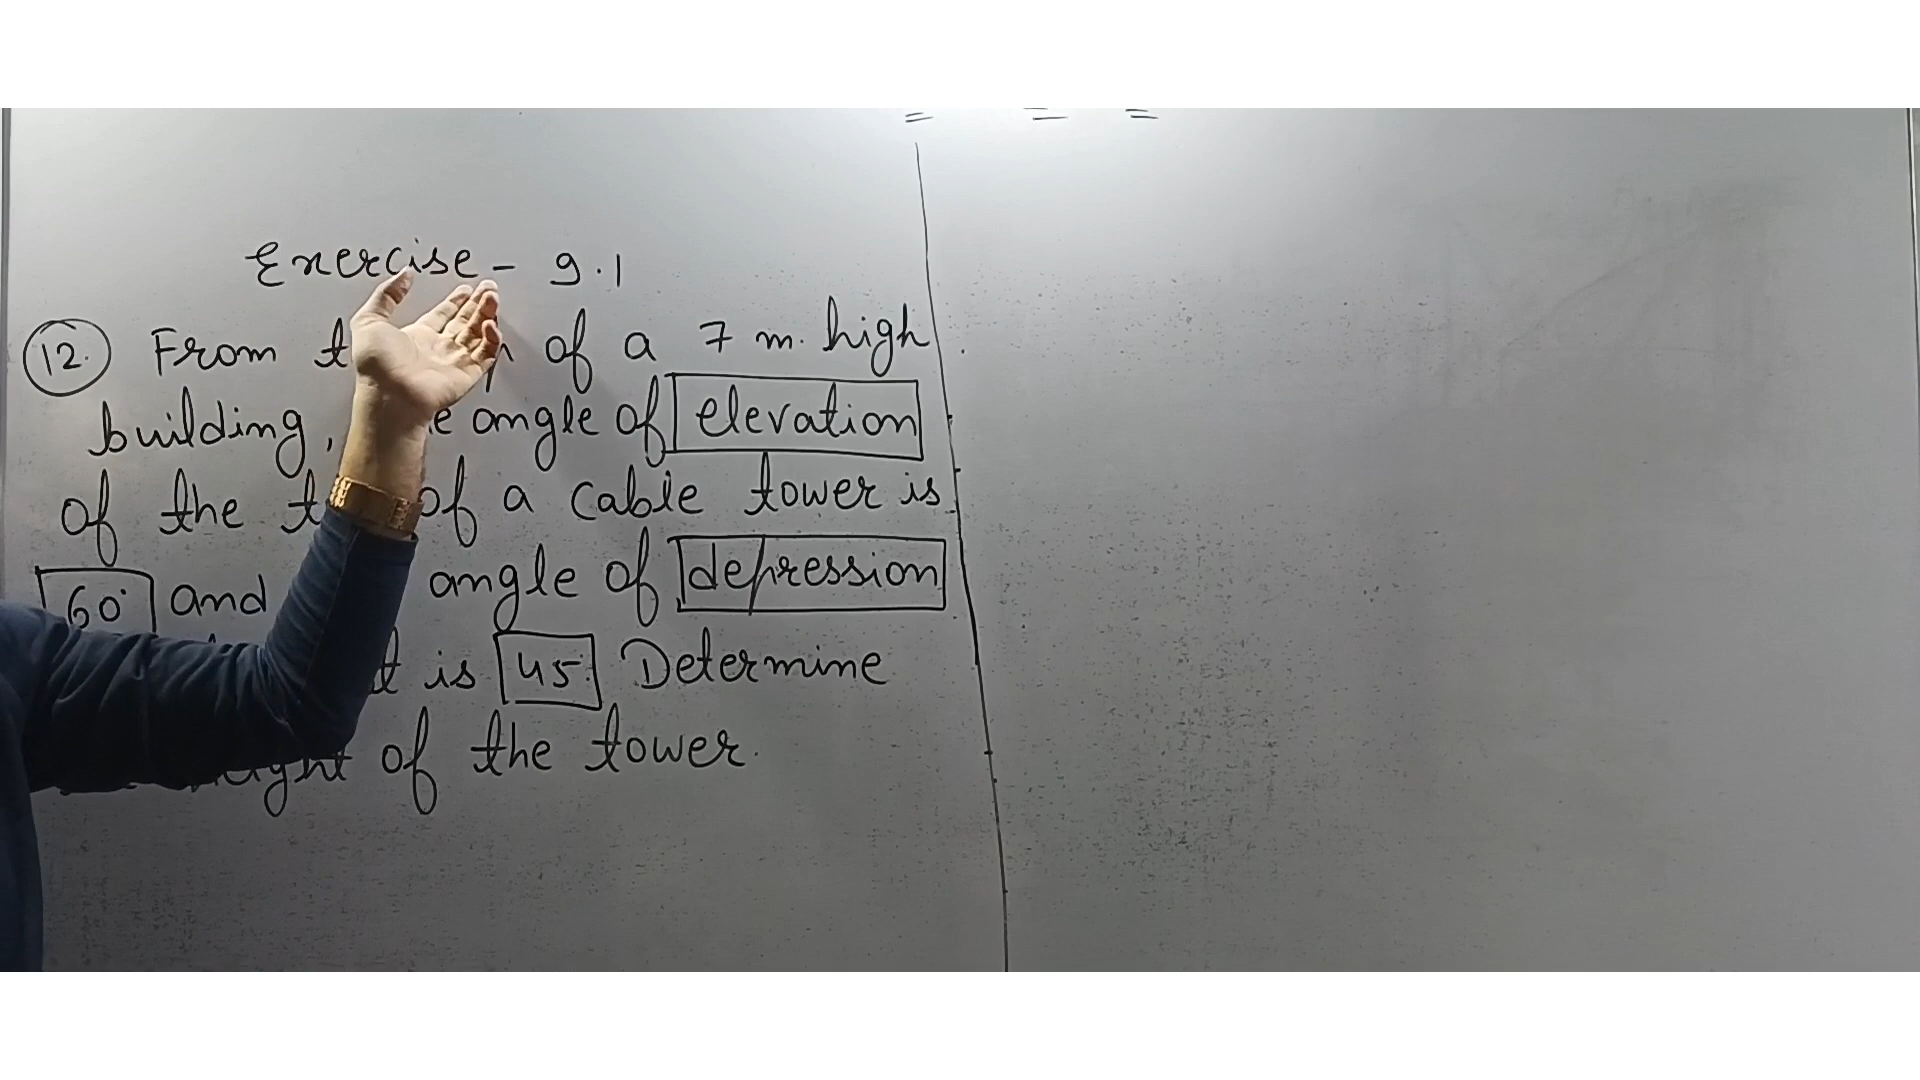 Exercise - 9.1
12. From of a 7 m. high
building, angle of elevation
of the of a cable tower is
60° and angle of depression
is 45° Determine
of the tower.